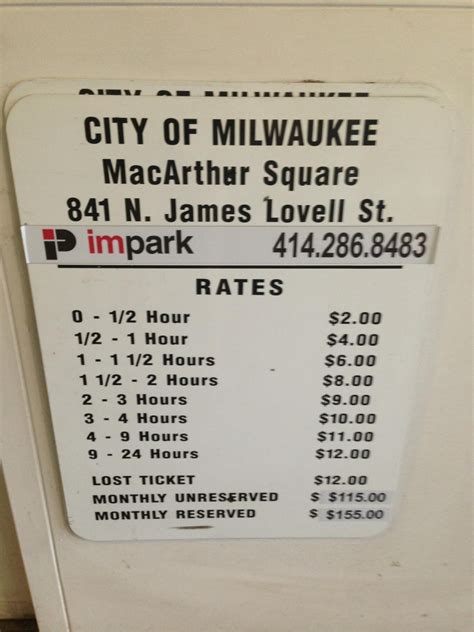 CITY OF MILWAUKEE
CITY OF MILWAUKEE
MacArthur Square
841 N. James Lovell St.
impark 414.286.8483
RATES
0 - 1/2 Hour $2.00
1/2 - 1 Hour $4.00
1 - 1 1/2 Hours $6.00
1 1/2 - 2 Hours $8.00
2 - 3 Hours $9.00
3 - 4 Hours $10.00
4 - 9 Hours $11.00
9 - 24 Hours $12.00
LOST TICKET $12.00
MONTHLY UNRESERVED $ $115.00
MONTHLY RESERVED $ $155.00